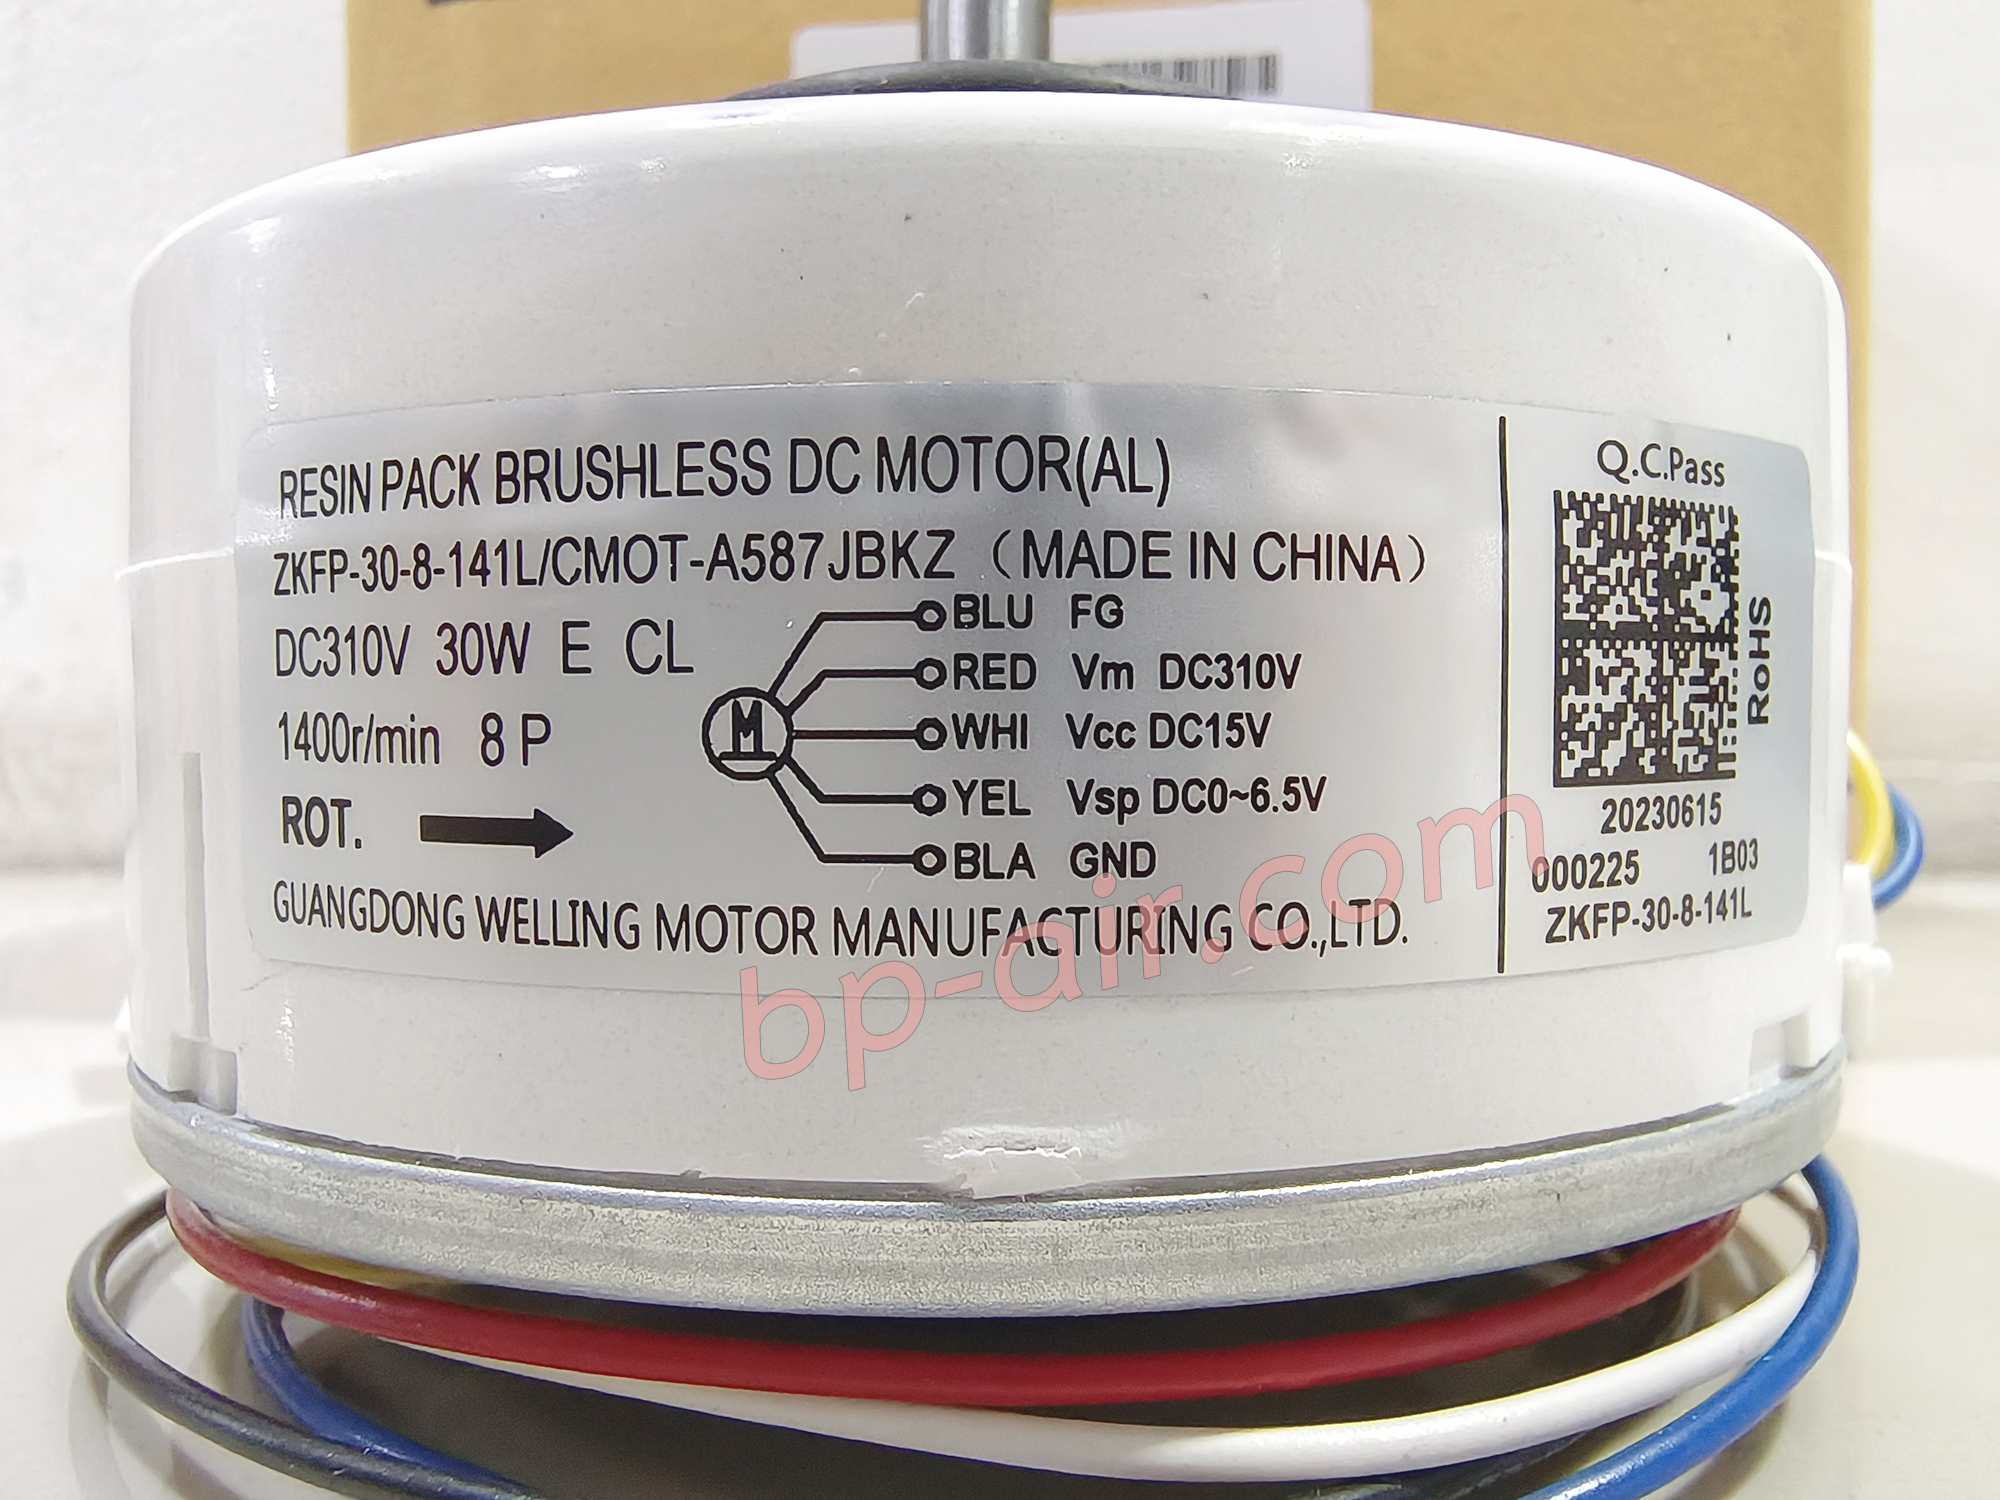 RESIN PACK BRUSHLESS DC MOTOR(AL)
ZKFP-30-8-141L/CMOT-A587JBKZ（MADE IN CHINA）
DC310V 30W E CL
1400r/min 8P
ROT.
M
BLU FG
RED Vm DC310V
WHI Vcc DC15V
YEL Vsp DC0~6.5V
BLA GND
GUANGDONG WELLING MOTOR MANUFACTURING CO.,LTD.
Q.C.Pass
RoHS
20230615
000225 1B03
ZKFP-30-8-141L
bp-air.com